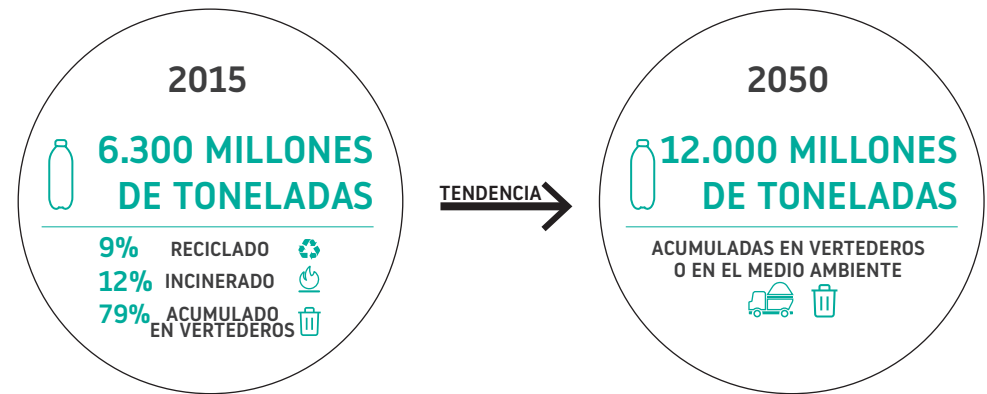 2015
6.300 MILLONES
DE TONELADAS
9% RECICLADO
12% INCINERADO
79% ACUMULADO
EN VERTEDEROS
TENDENCIA
2050
12.000 MILLONES
DE TONELADAS
ACUMULADAS EN VERTEDEROS
O EN EL MEDIO AMBIENTE